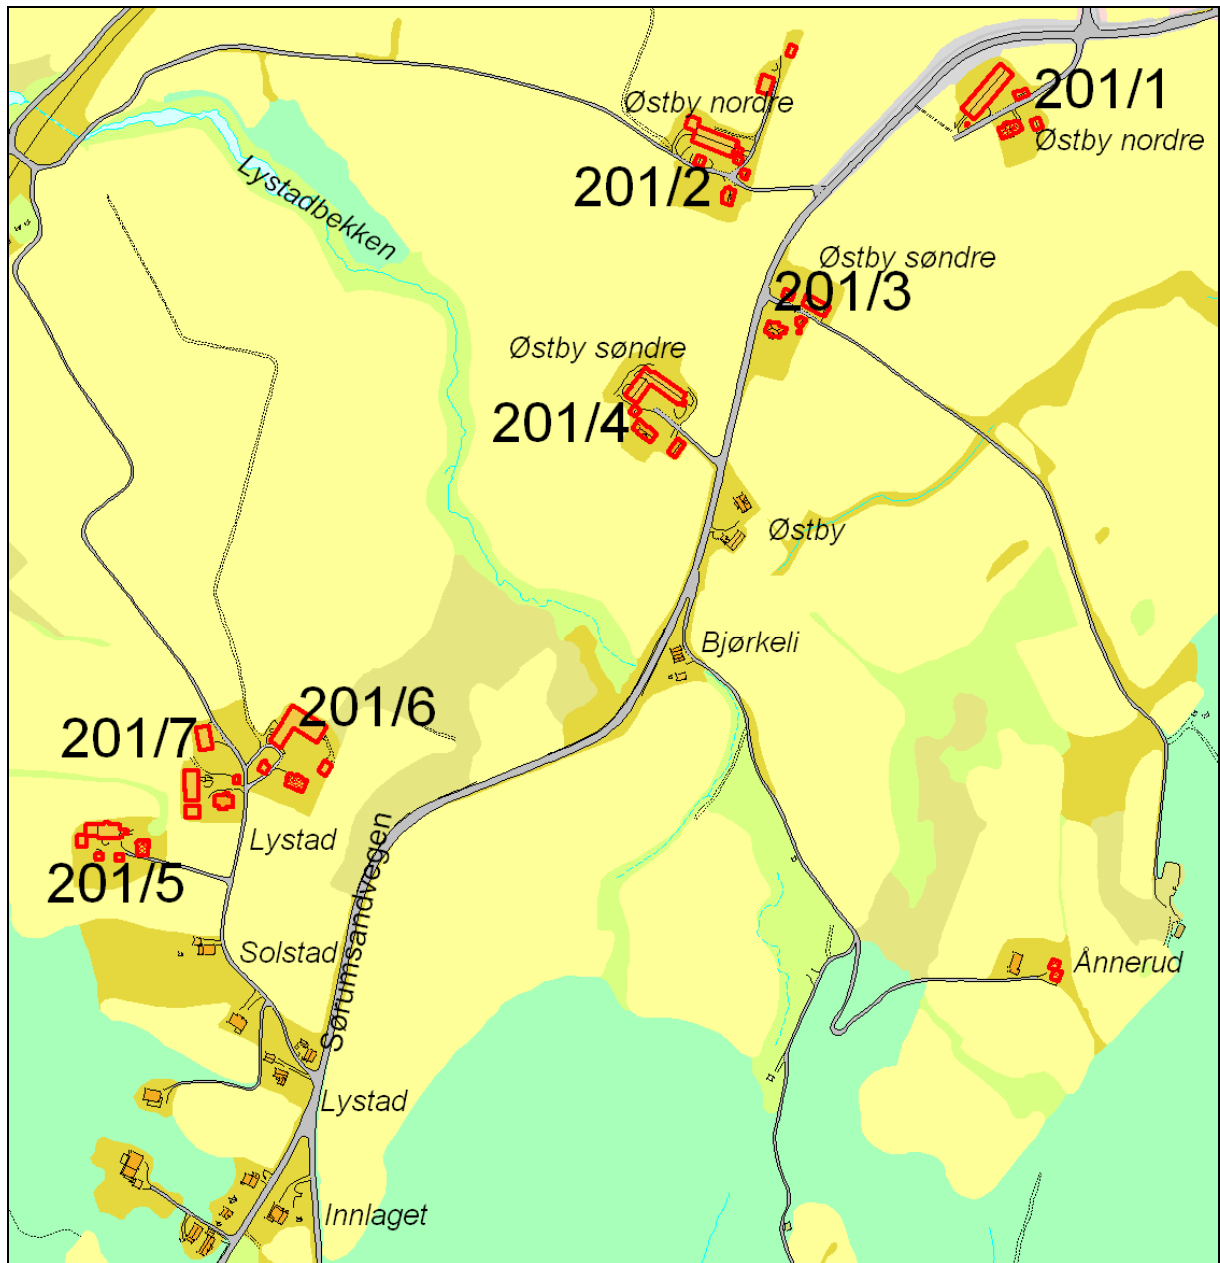 201/1
Østby nordre
Østby nordre
201/2
Lystadbekken
Østby søndre
201/3
Østby søndre
201/4
Østby
Bjørkeli
201/6
201/7
Lystad
201/5
Sørumsandvegen
Solstad
Ånnerud
Lystad
Innlaget